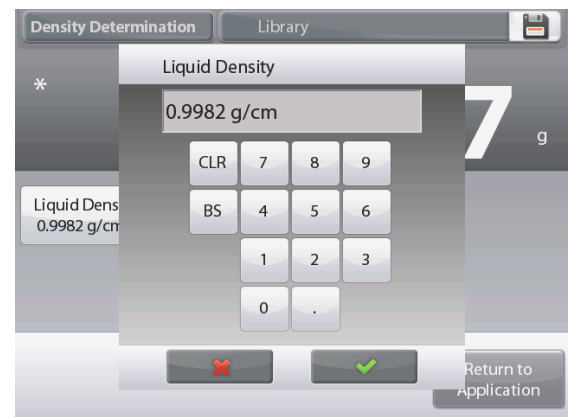 Density Determination
Library
*
Liquid Density
0.9982 g/cm
7
g
CLR 7 8 9
Liquid Dens
0.9982 g/cm
BS 4 5 6
1 2 3
0 .
Return to
Application